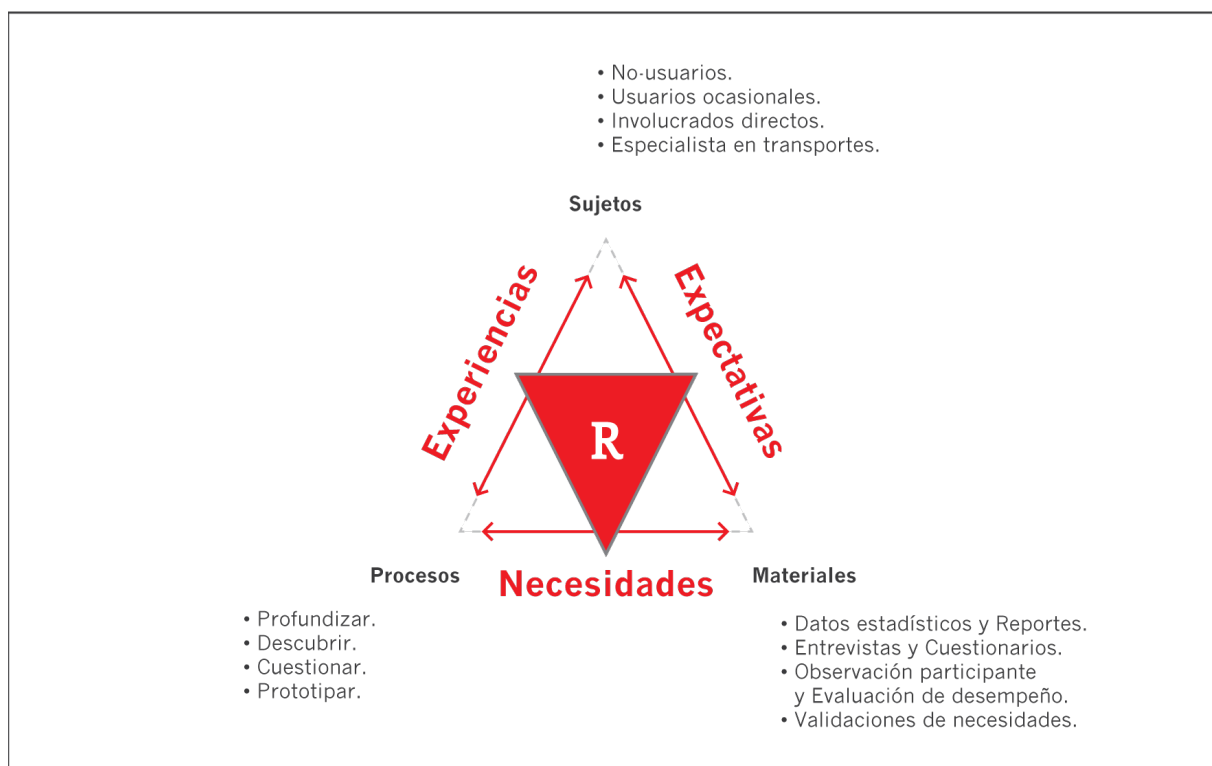 • No-usuarios.
• Usuarios ocasionales.
• Involucrados directos.
• Especialista en transportes.
Sujetos
Experiencias
Expectativas
R
Procesos
Necesidades
Materiales
• Profundizar.
• Descubrir.
• Cuestionar.
• Prototipar.
• Datos estadísticos y Reportes.
• Entrevistas y Cuestionarios.
• Observación participante
y Evaluación de desempeño.
• Validaciones de necesidades.